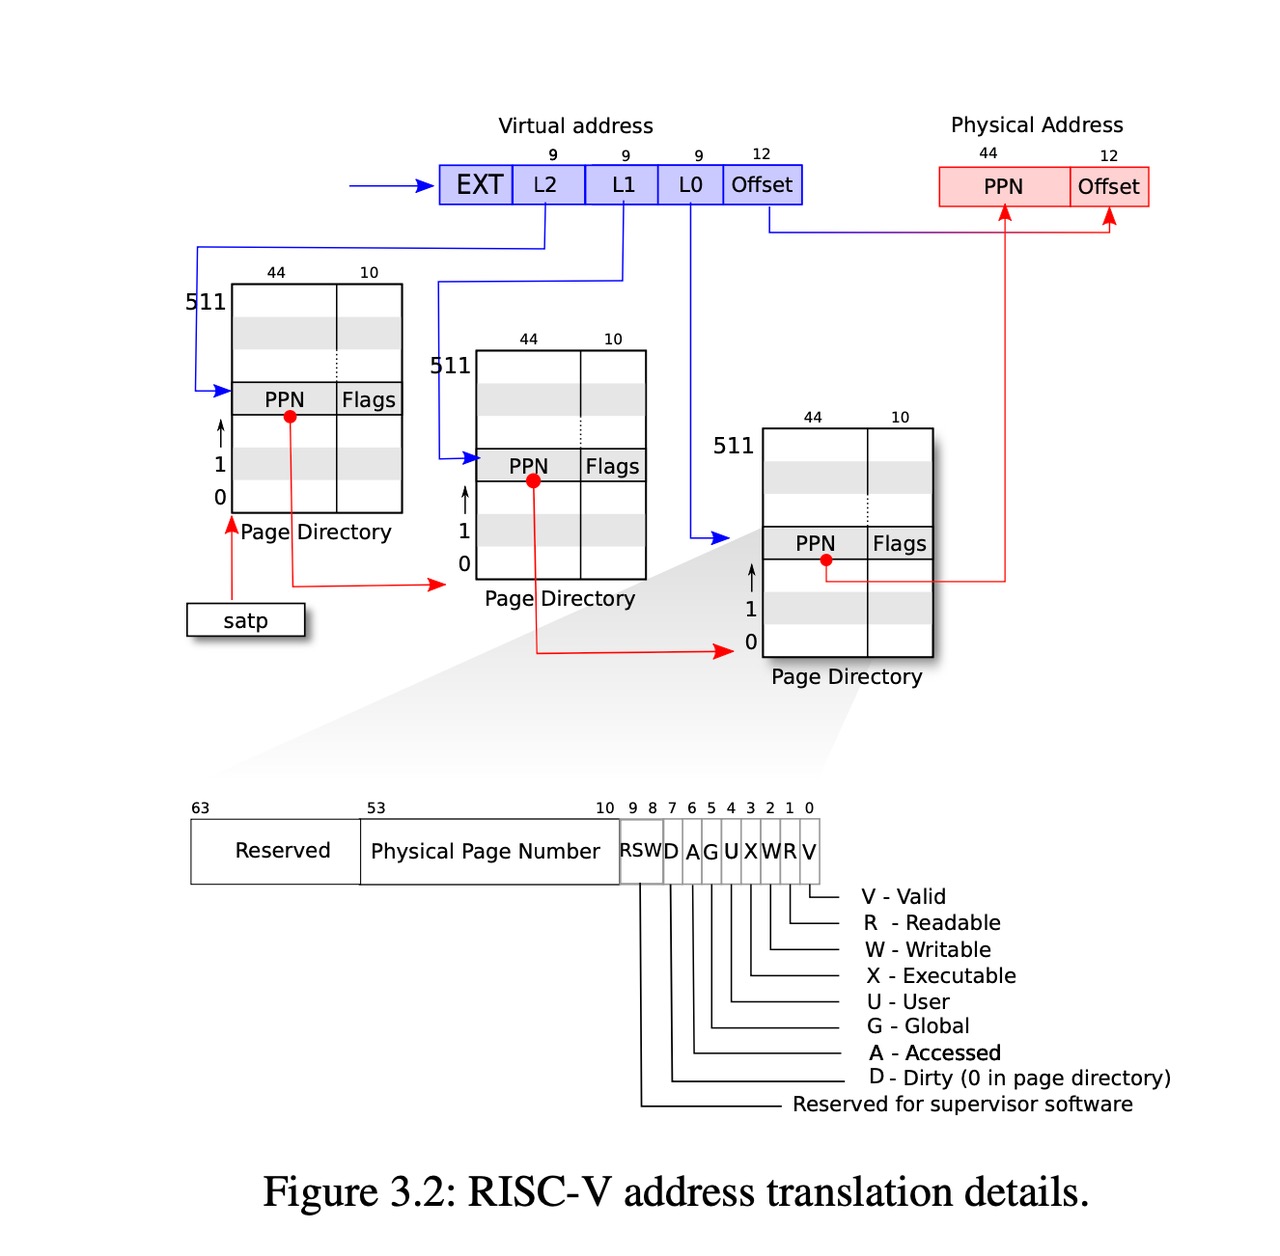 Virtual address
Physical Address
9 9 9 12
44 12
EXT L2 L1 L0 Offset
PPN Offset
44 10
511
PPN Flags
1
0
Page Directory
satp
44 10
511
PPN Flags
1
0
Page Directory
44 10
511
PPN Flags
1
0
Page Directory
63 53 10 9 8 7 6 5 4 3 2 1 0
Reserved Physical Page Number RSW D A G U X W R V
V - Valid
R - Readable
W - Writable
X - Executable
U - User
G - Global
A - Accessed
D - Dirty (0 in page directory)
Reserved for supervisor software
Figure 3.2: RISC-V address translation details.